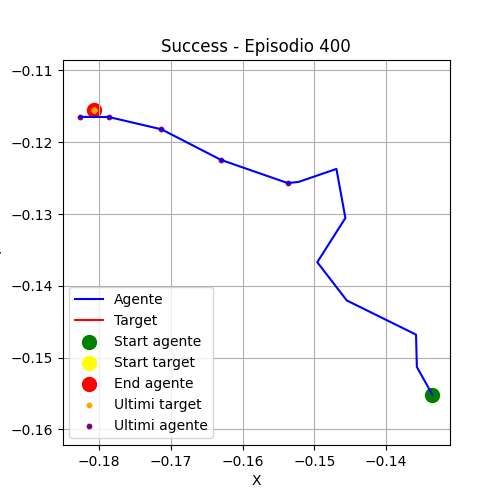 Success - Episodio 400
−0.11
−0.12
−0.13
−0.14
−0.15
−0.16
Agente
Target
Start agente
Start target
End agente
Ultimi target
Ultimi agente
−0.18 −0.17 −0.16 −0.15 −0.14
X